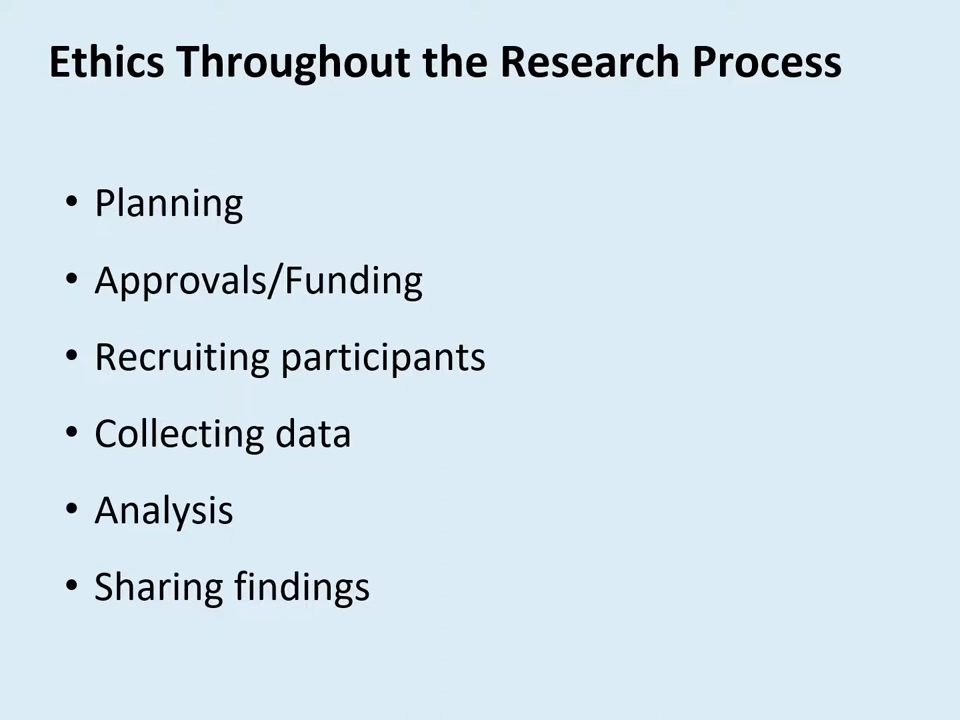 Ethics Throughout the Research Process
• Planning
• Approvals/Funding
• Recruiting participants
• Collecting data
• Analysis
• Sharing findings